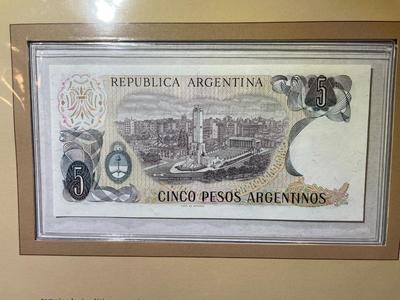 REPUBLICA ARGENTINA
5
5
CINCO PESOS ARGENTINOS